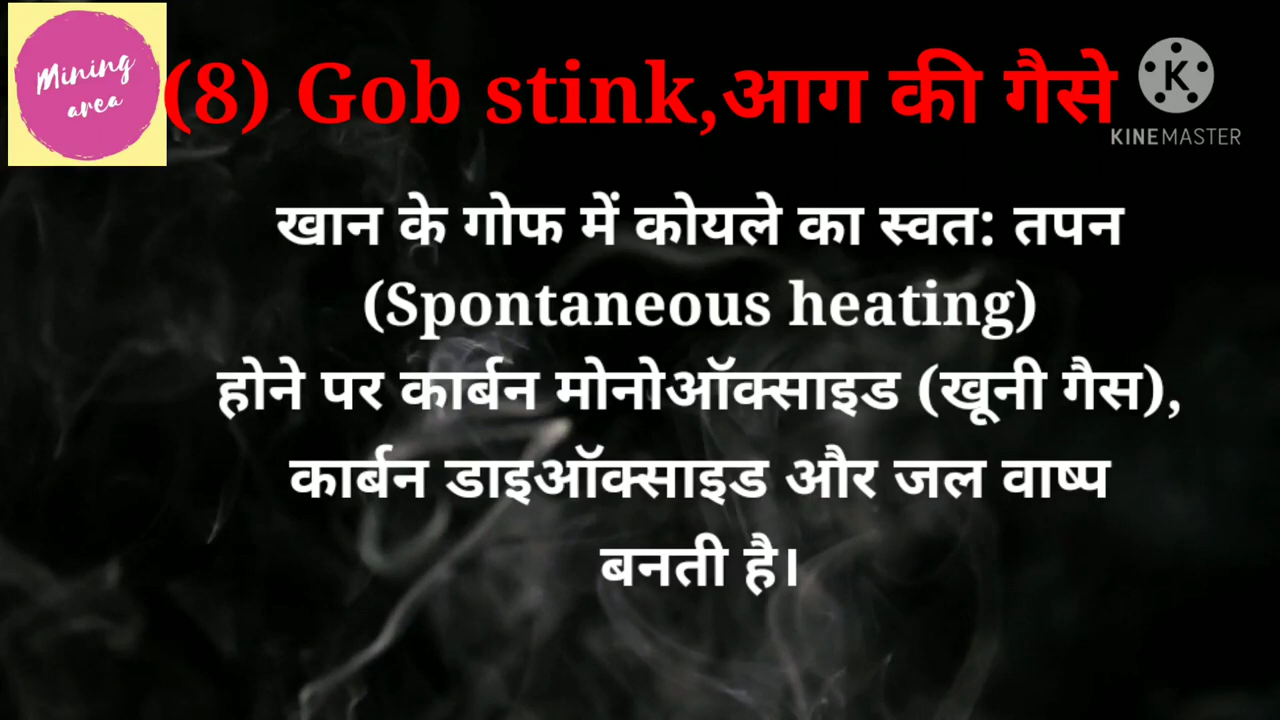 Mining
area
(8) Gob stink,आग की गैसे
K
KINEMASTER
खान के गोफ में कोयले का स्वत: तपन
(Spontaneous heating)
होने पर कार्बन मोनोऑक्साइड (खूनी गैस),
कार्बन डाइऑक्साइड और जल वाष्प
बनती है।